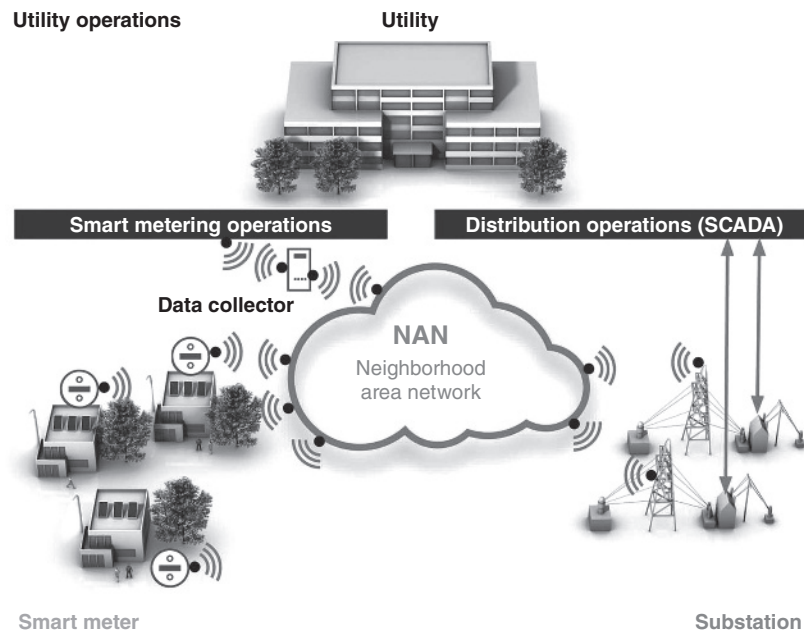 Utility operations
Utility
Smart metering operations
Distribution operations (SCADA)
Data collector
NAN
Neighborhood
area network
Smart meter
Substation